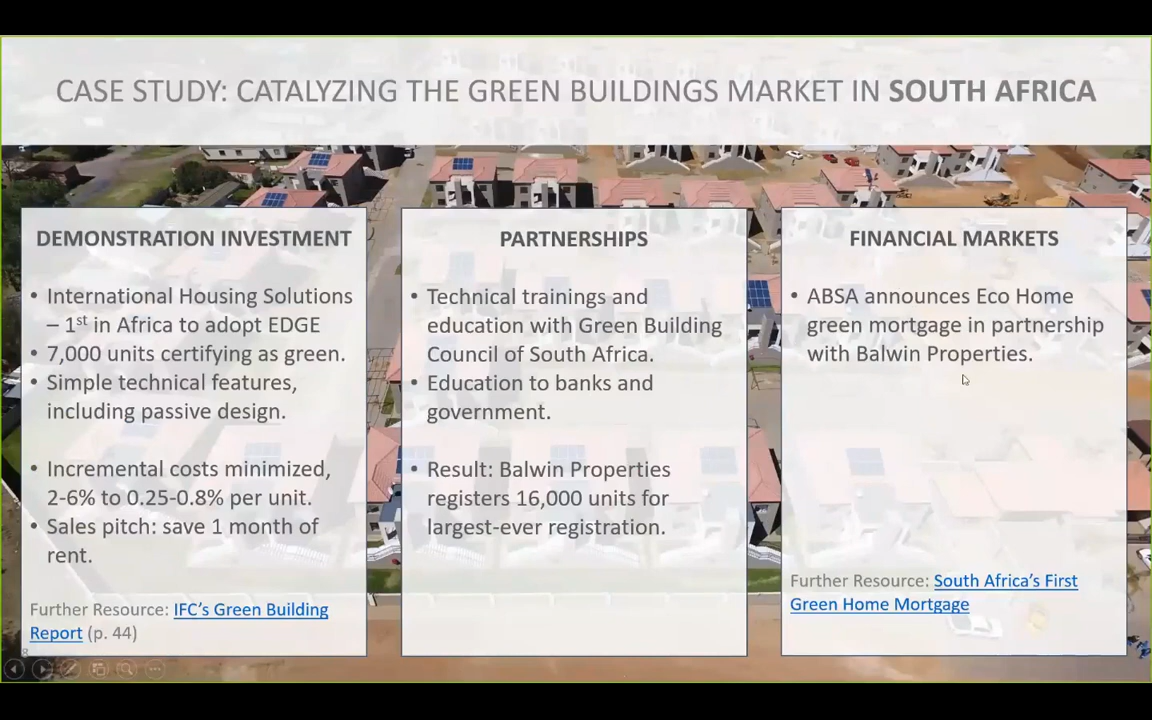 CASE STUDY: CATALYZING THE GREEN BUILDINGS MARKET IN SOUTH AFRICA
DEMONSTRATION INVESTMENT
• International Housing Solutions
– 1st in Africa to adopt EDGE
• 7,000 units certifying as green.
• Simple technical features,
including passive design.
• Incremental costs minimized,
2-6% to 0.25-0.8% per unit.
• Sales pitch: save 1 month of
rent.
Further Resource: IFC's Green Building
Report (p. 44)
PARTNERSHIPS
• Technical trainings and
education with Green Building
Council of South Africa.
• Education to banks and
government.
• Result: Balwin Properties
registers 16,000 units for
largest-ever registration.
FINANCIAL MARKETS
• ABSA announces Eco Home
green mortgage in partnership
with Balwin Properties.
Further Resource: South Africa's First
Green Home Mortgage
8